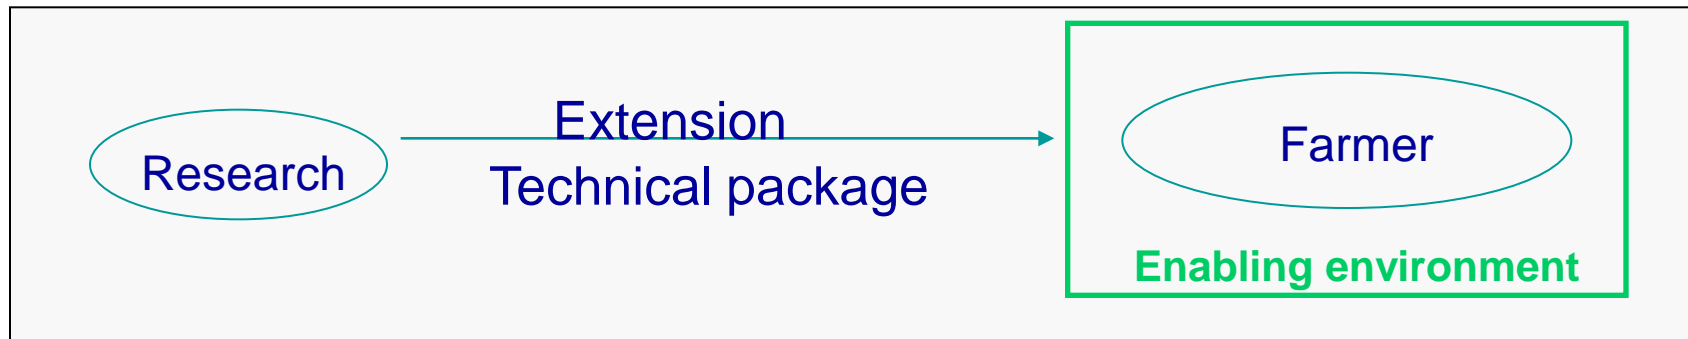 Research
Extension
Technical package
Farmer
Enabling environment